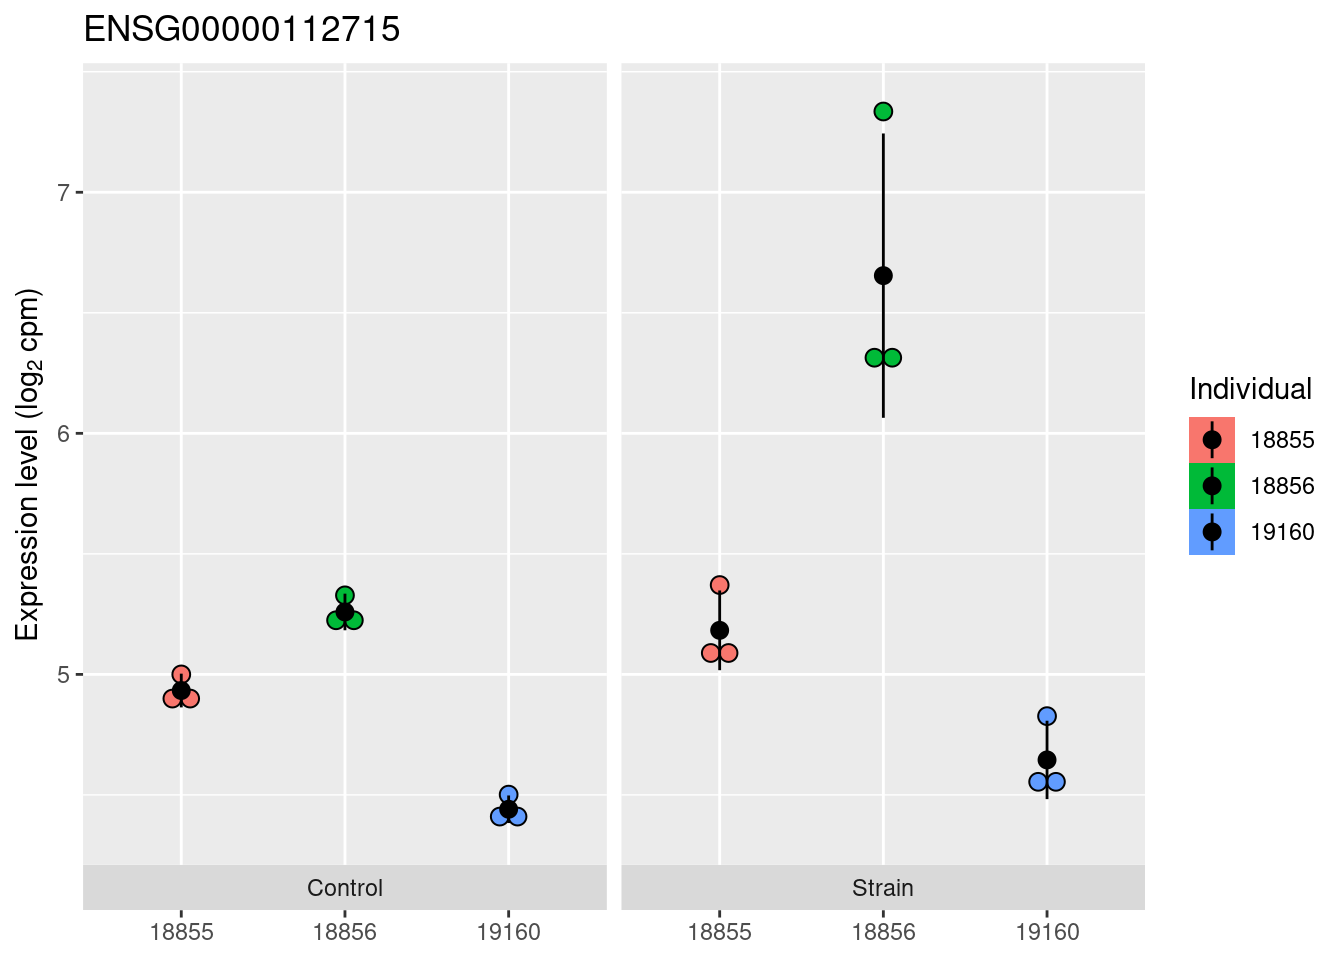 ENSG00000112715
Expression level (log₂ cpm)
7
6
5
Control
Strain
18855
18856
19160
18855
18856
19160
Individual
18855
18856
19160